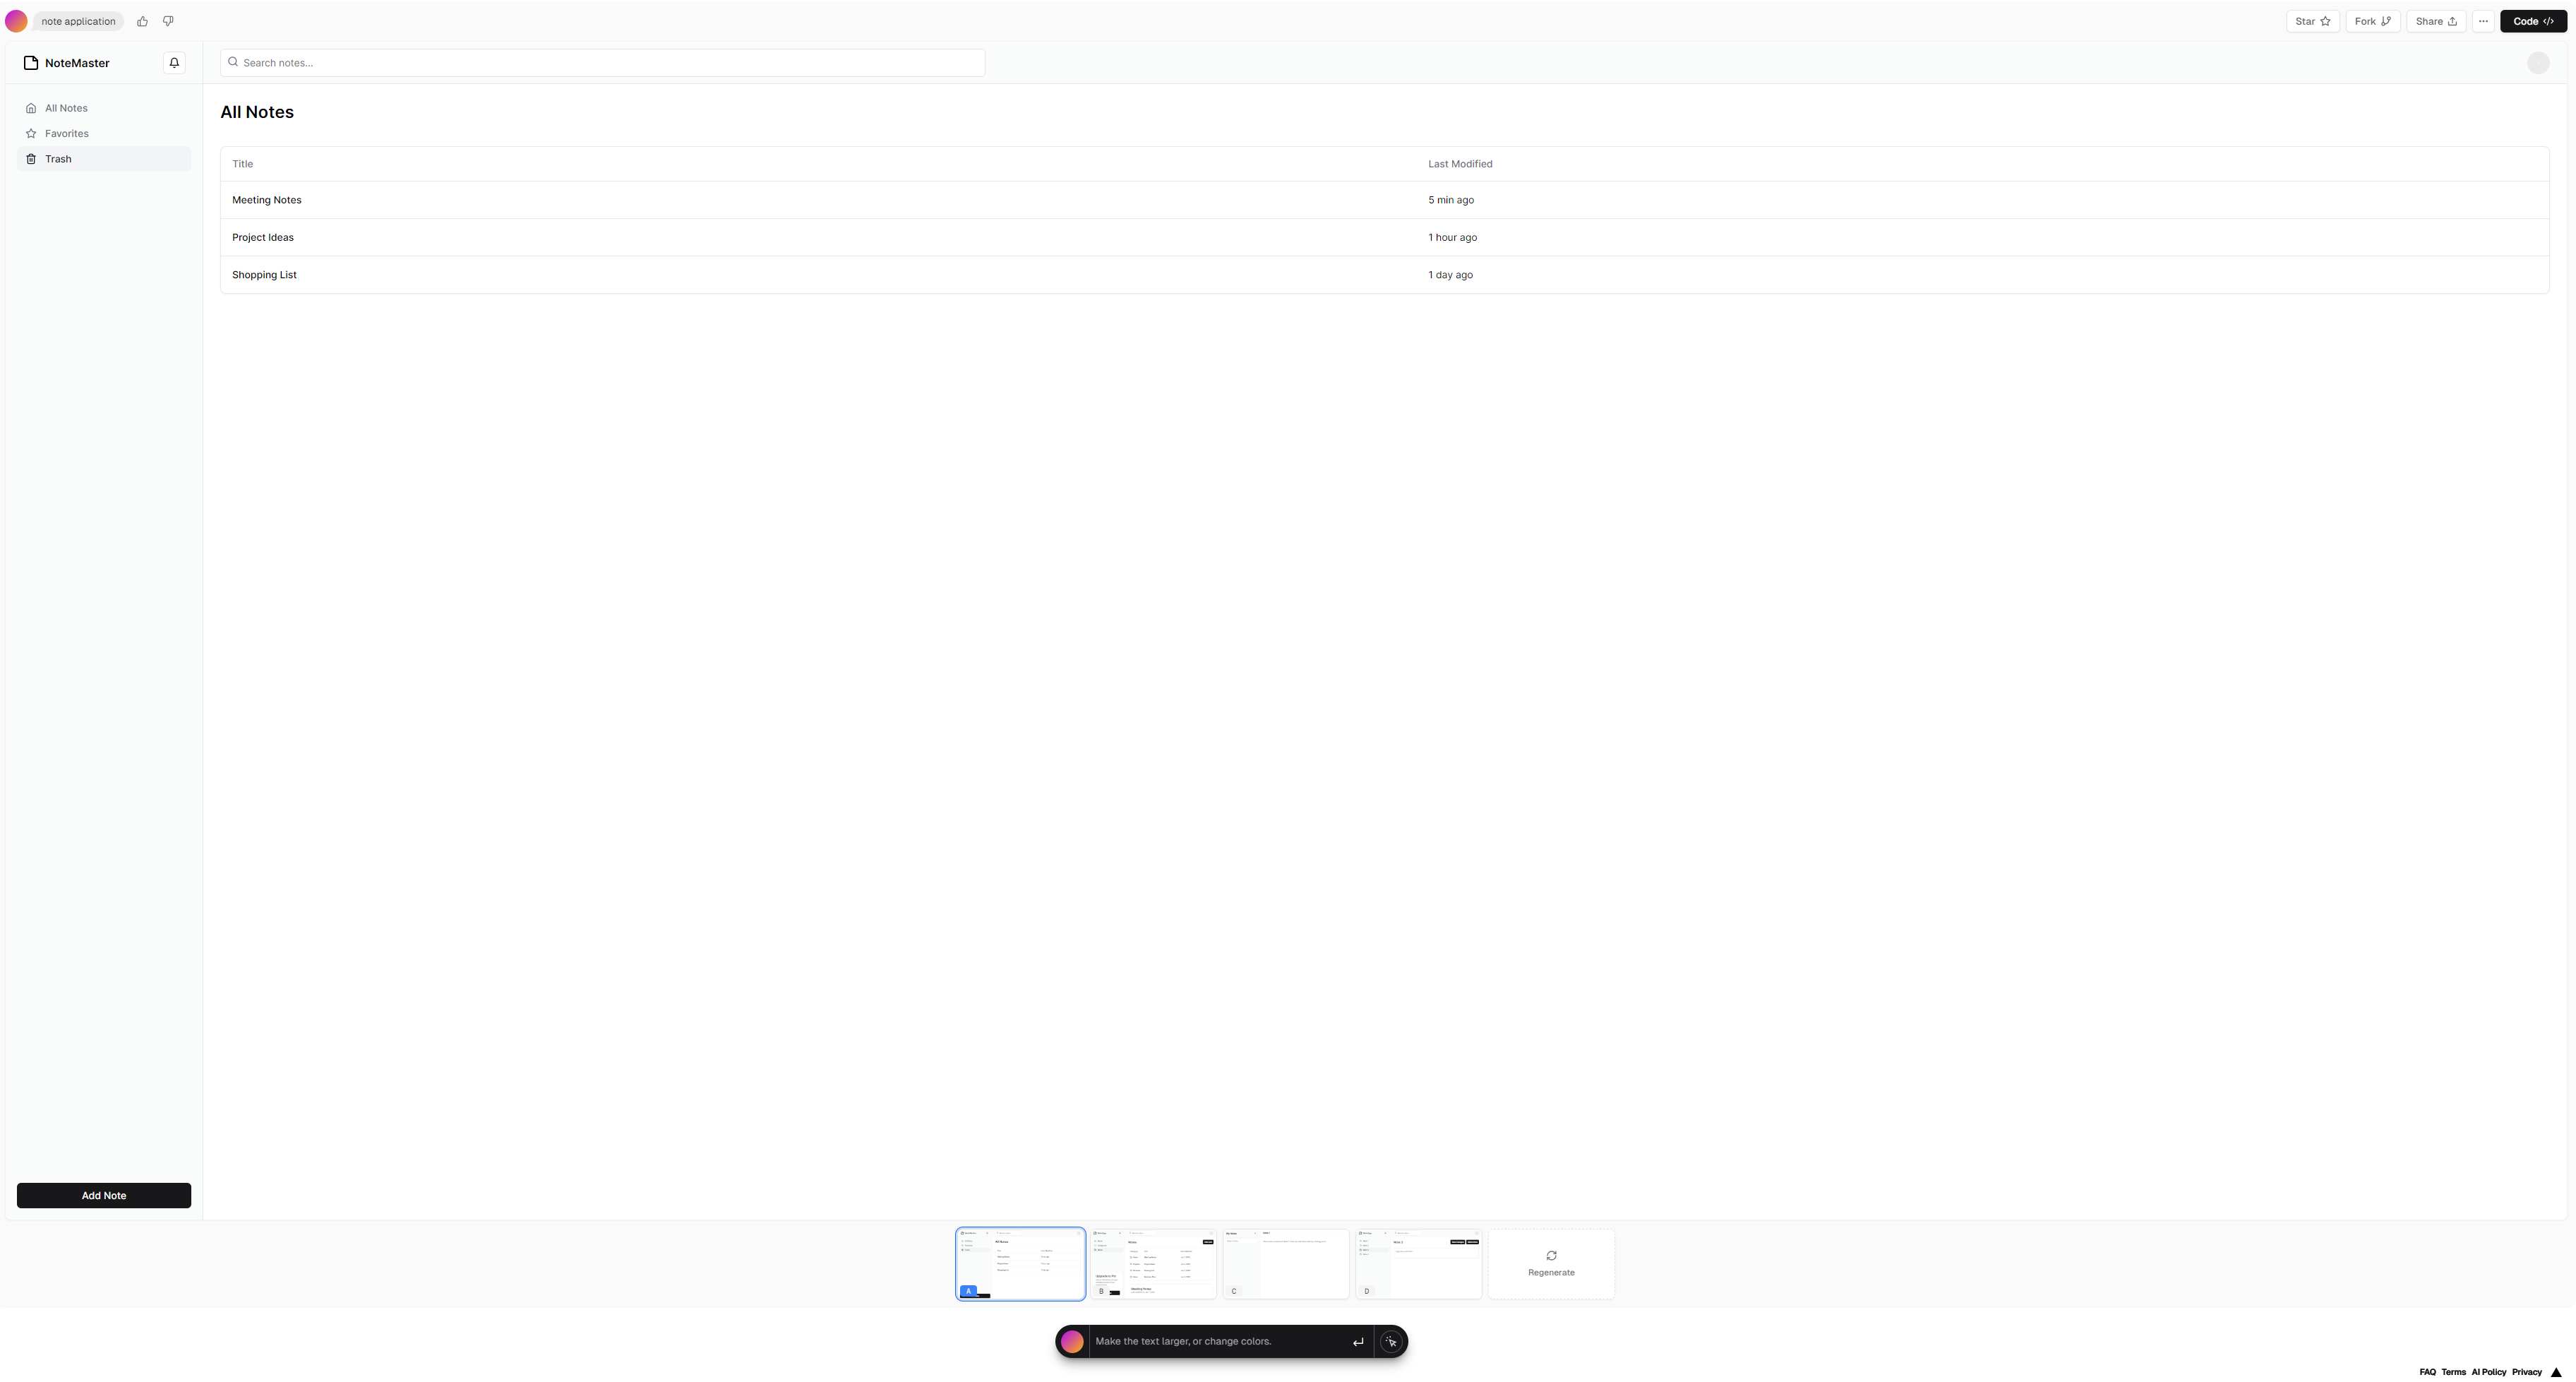 note application
Star
Fork
Share
Code
NoteMaster
Search notes...
All Notes
Favorites
Trash
All Notes
Title Last Modified
Meeting Notes 5 min ago
Project Ideas 1 hour ago
Shopping List 1 day ago
Add Note
A
B
C
D
Regenerate
Make the text larger, or change colors.
FAQ Terms AI Policy Privacy